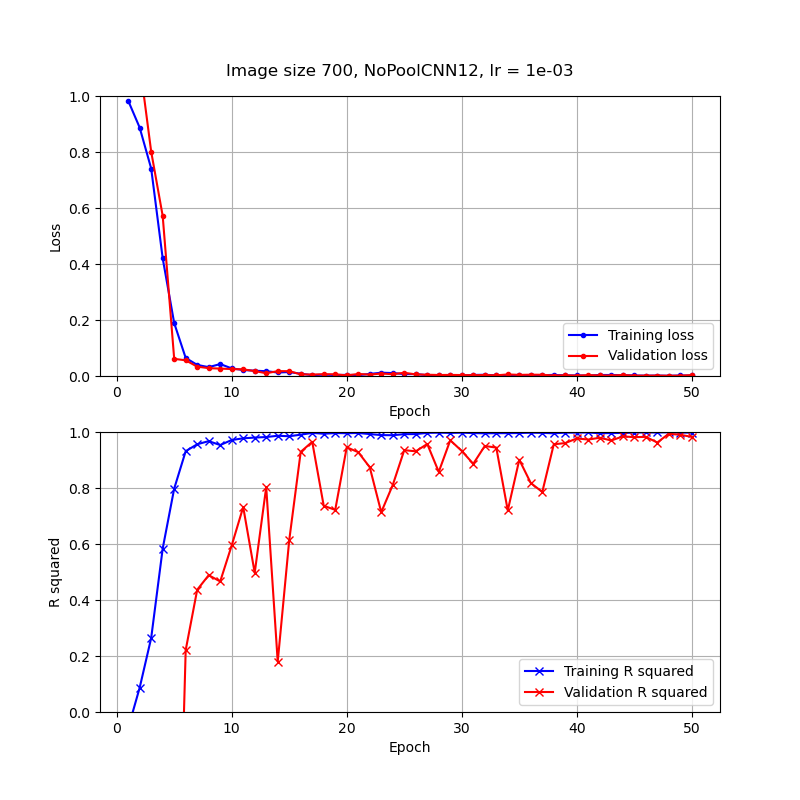 Image size 700, NoPoolCNN12, lr = 1e-03
1.0
0.8
0.6
0.4
0.2
0.0
Loss
Training loss
Validation loss
0 10 20 30 40 50
Epoch
1.0
0.8
0.6
0.4
0.2
0.0
R squared
Training R squared
Validation R squared
0 10 20 30 40 50
Epoch